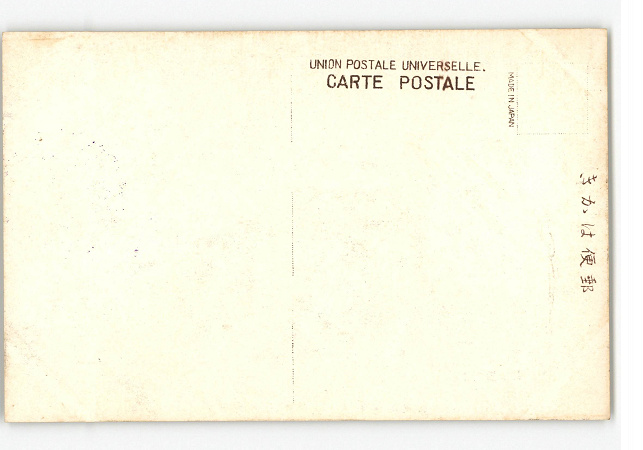 UNION POSTALE UNIVERSELLE.
CARTE POSTALE
MADE IN JAPAN
きかは便郵